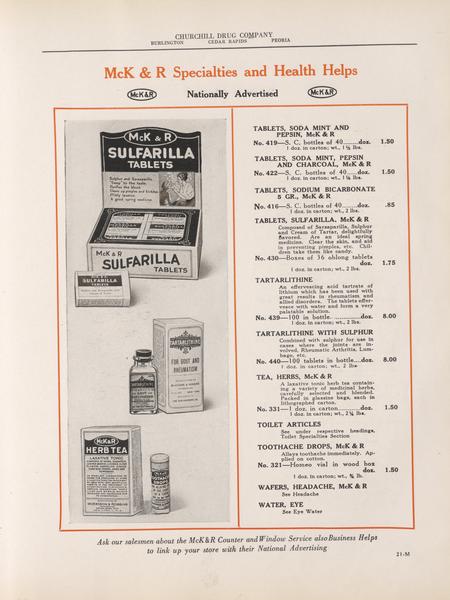 CHURCHILL DRUG COMPANY
BURLINGTON CEDAR RAPIDS PEORIA
McK & R Specialties and Health Helps
McK&R Nationally Advertised McK&R
McK & R
SULFARILLA
TABLETS
McK & R
SULFARILLA
TABLETS
SULFARILLA
TABLETS
TARTARLITHINE
FOR GOUT AND
RHEUMATISM
TARTARLITHINE
McK&R
HERB TEA
LAXATIVE TONIC
McKESSON & ROBBINS
TABLETS, SODA MINT AND
PEPSIN, McK & R
No. 419—S. C. bottles of 40......doz. 1.50
1 doz. in carton; wt., 1¼ lbs.
TABLETS, SODA MINT, PEPSIN
AND CHARCOAL, McK & R
No. 422—S. C. bottles of 40......doz. 1.50
1 doz. in carton; wt., 1¼ lbs.
TABLETS, SODIUM BICARBONATE
5 GR., McK & R
No. 416—S. C. bottles of 40......doz. .85
1 doz. in carton; wt., 2 lbs.
TABLETS, SULFARILLA, McK & R
Composed of Sarsaparilla, Sulphur
and Cream of Tartar, delightfully
flavored. Are an ideal spring
medicine. Clear the skin, and aid
in preventing pimples, etc. Chil-
dren take them like candy.
No. 430—Boxes of 36 oblong tablets
doz. 1.75
1 doz. in carton; wt., 2 lbs.
TARTARLITHINE
An effervescing acid tartrate of
lithium which has been used with
great results in rheumatism and
allied disorders. The tablets effer-
vesce with water and form a very
palatable solution.
No. 439—100 in bottle. ............doz. 8.00
1 doz. in carton; wt., 2 lbs.
TARTARLITHINE WITH SULPHUR
Combined with sulphur for use in
cases where the joints are in-
volved, Rheumatic Arthritis, Lum-
bago, etc.
No. 440—100 tablets in bottle....doz. 8.00
1 doz. in carton; wt., 2 lbs
TEA, HERBS, McK & R
A laxative tonic herb tea contain-
ing a variety of medicinal herbs,
carefully selected and blended.
Packed in glassine bags, each in
lithographed carton.
No. 331—1 doz. in carton............doz. 1.50
1 doz. in carton; wt., 2¼ lbs.
TOILET ARTICLES
See under respective headings,
Toilet Specialties Section
TOOTHACHE DROPS, McK & R
Allays toothache immediately. Ap-
plied on cotton.
No. 321—Homeo vial in wood box
doz. 1.50
1 doz. in carton; wt., ¾ lb.
WAFERS, HEADACHE, McK & R
See Headache
WATER, EYE
See Eye Water
Ask our salesmen about the McK&R Counter and Window Service also Business Helps
to link up your store with their National Advertising
21-M